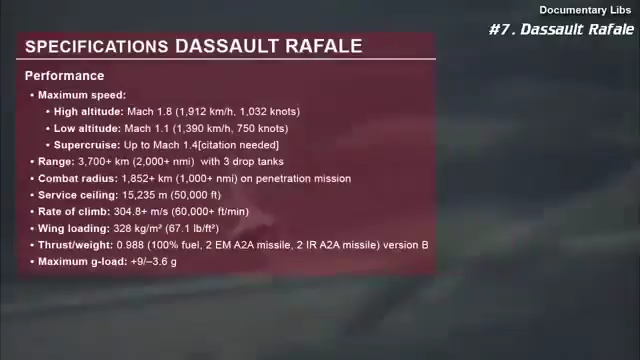 Documentary Libs
#7. Dassault Rafale
SPECIFICATIONS DASSAULT RAFALE
Performance
• Maximum speed:
• High altitude: Mach 1.8 (1,912 km/h, 1,032 knots)
• Low altitude: Mach 1.1 (1,390 km/h, 750 knots)
• Supercruise: Up to Mach 1.4[citation needed]
• Range: 3,700+ km (2,000+ nmi) with 3 drop tanks
• Combat radius: 1,852+ km (1,000+ nmi) on penetration mission
• Service ceiling: 15,235 m (50,000 ft)
• Rate of climb: 304.8+ m/s (60,000+ ft/min)
• Wing loading: 328 kg/m² (67.1 lb/ft²)
• Thrust/weight: 0.988 (100% fuel, 2 EM A2A missile, 2 IR A2A missile) version B
• Maximum g-load: +9/–3.6 g